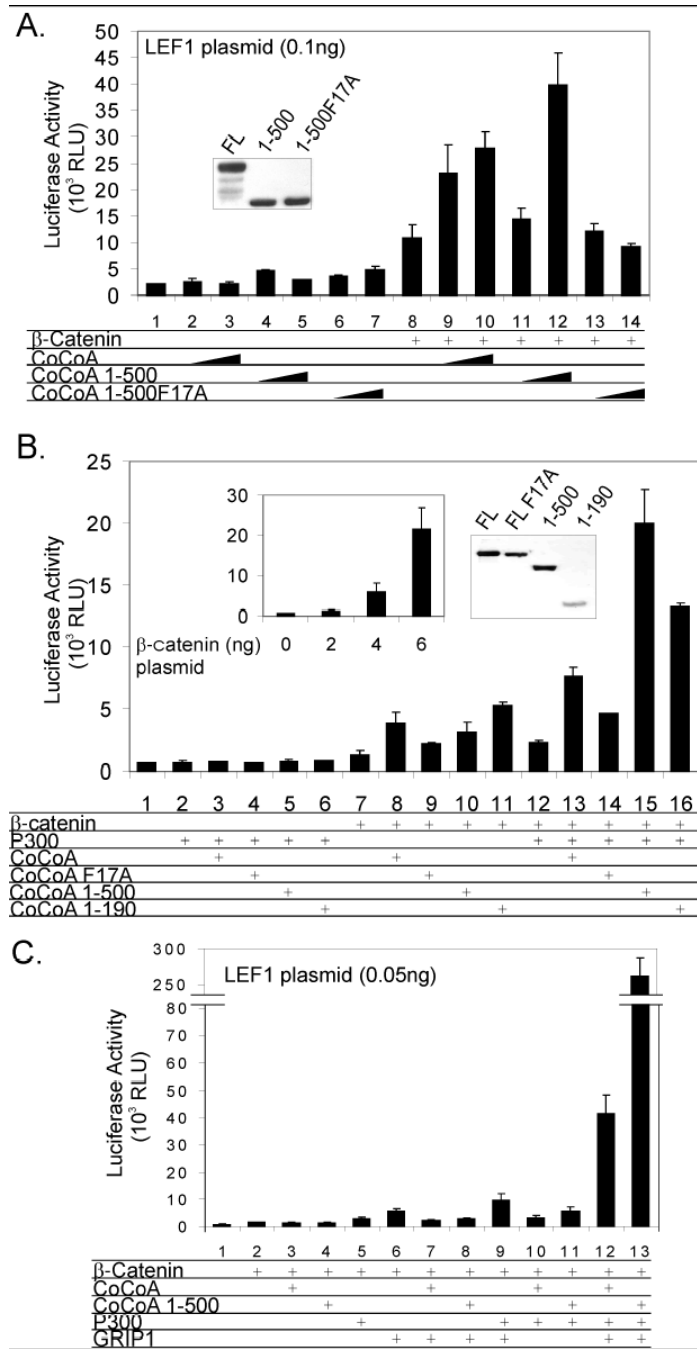 A.
LEF1 plasmid (0.1ng)
FL 1-500 1-500F17A
Luciferase Activity
(10³ RLU)
50
45
40
35
30
25
20
15
10
5
0
1 2 3 4 5 6 7 8 9 10 11 12 13 14
β-Catenin + + + + + + +
CoCoA
CoCoA 1-500
CoCoA 1-500F17A
B.
FL FL F17A 1-500 1-190
Luciferase Activity
(10³ RLU)
25
20
15
10
5
0
30
20
10
0
β-catenin (ng) 0 2 4 6
plasmid
1 2 3 4 5 6 7 8 9 10 11 12 13 14 15 16
β-catenin + + + + + + + + + +
P300 + + + + + + + + + +
CoCoA + + +
CoCoA F17A + + +
CoCoA 1-500 + + + +
CoCoA 1-190 + + +
C.
LEF1 plasmid (0.05ng)
Luciferase Activity
(10³ RLU)
300
250
80
60
50
40
30
20
10
0
1 2 3 4 5 6 7 8 9 10 11 12 13
β-Catenin + + + + + + + + + + +
CoCoA + + + +
CoCoA 1-500 + + + +
P300 + + + + + +
GRIP1 + + + + + +